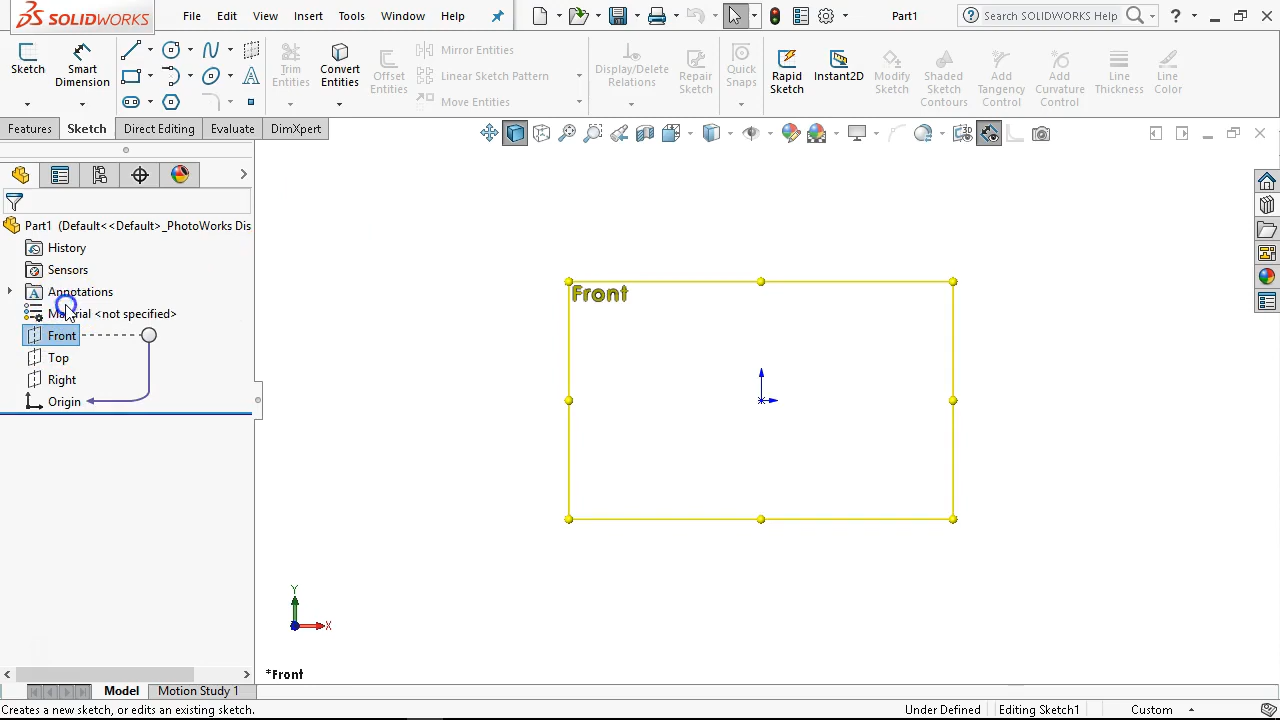 SOLIDWORKS File Edit View Insert Tools Window Help Part1 Search SOLIDWORKS Help ?
Sketch Smart Dimension Trim Entities Convert Entities Offset Entities Mirror Entities Linear Sketch Pattern Move Entities Display/Delete Relations Repair Sketch Quick Snaps Rapid Sketch Instant2D Modify Sketch Shaded Sketch Contours Add Tangency Control Add Curvature Control Line Thickness Line Color
Features Sketch Direct Editing Evaluate DimXpert
Part1 (Default<<Default>_PhotoWorks Dis
History
Sensors
A Annotations
Material <not specified>
Front
Top
Right
Origin
Front
Y
X
*Front
Model Motion Study 1
Creates a new sketch, or edits an existing sketch. Under Defined Editing Sketch1 Custom